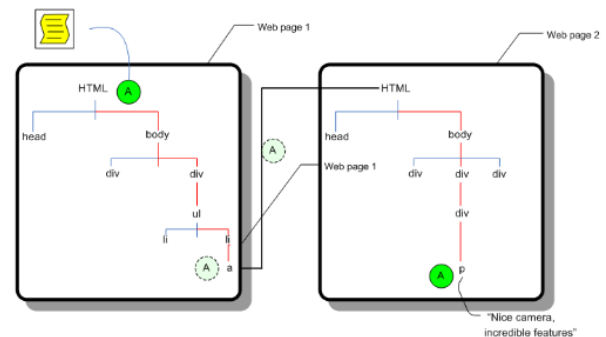 Web page 1
Web page 2
HTML
A
HTML
head
body
head
body
A
div
div
Web page 1
div
div
div
ul
div
li
li
A
a
A
p
"Nice camera,
incredible features"